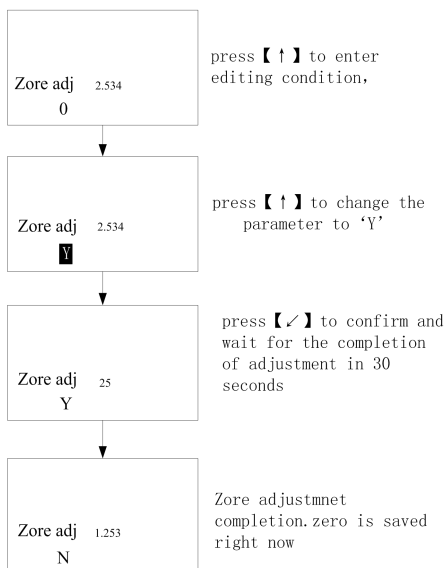 Zore adj 2.534
0
press【↑】to enter
editing condition,
Zore adj 2.534
Y
press【↑】to change the
parameter to ‘Y’
Zore adj 25
Y
press【↙】to confirm and
wait for the completion
of adjustment in 30
seconds
Zore adj 1.253
N
Zore adjustmnet
completion.zero is saved
right now